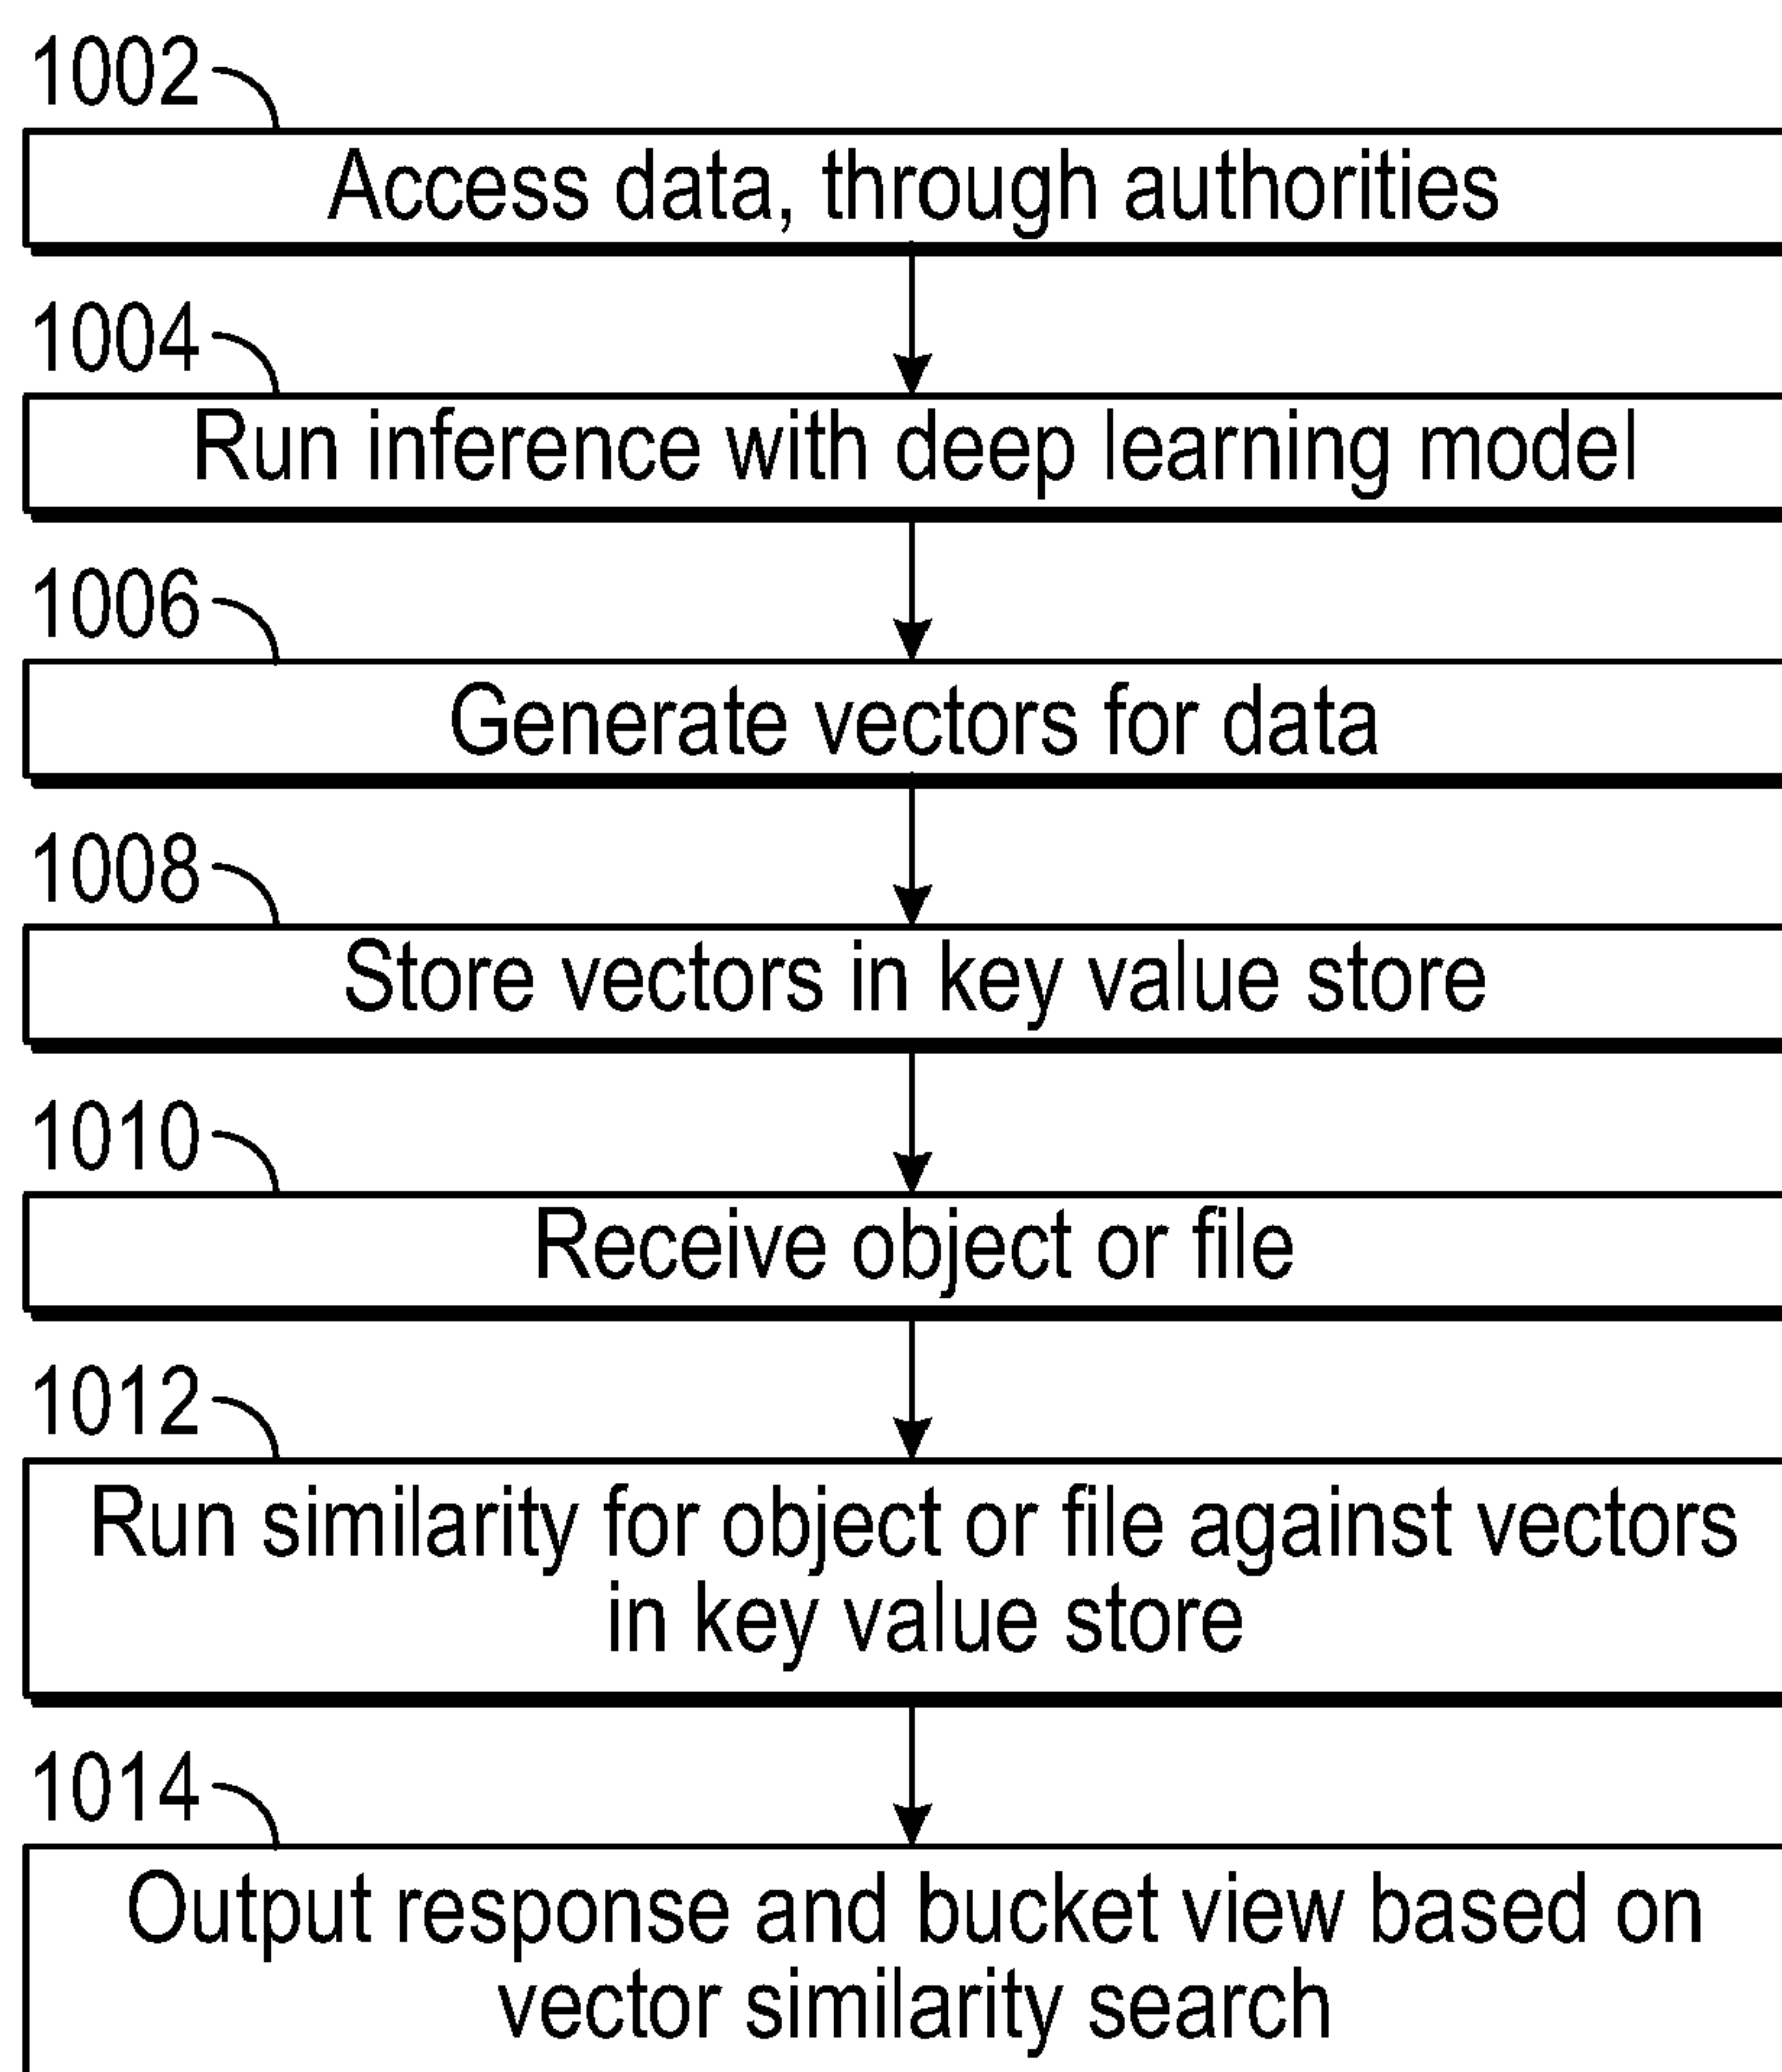 1002
Access data, through authorities
1004
Run inference with deep learning model
1006
Generate vectors for data
1008
Store vectors in key value store
1010
Receive object or file
1012
Run similarity for object or file against vectors
in key value store
1014
Output response and bucket view based on
vector similarity search